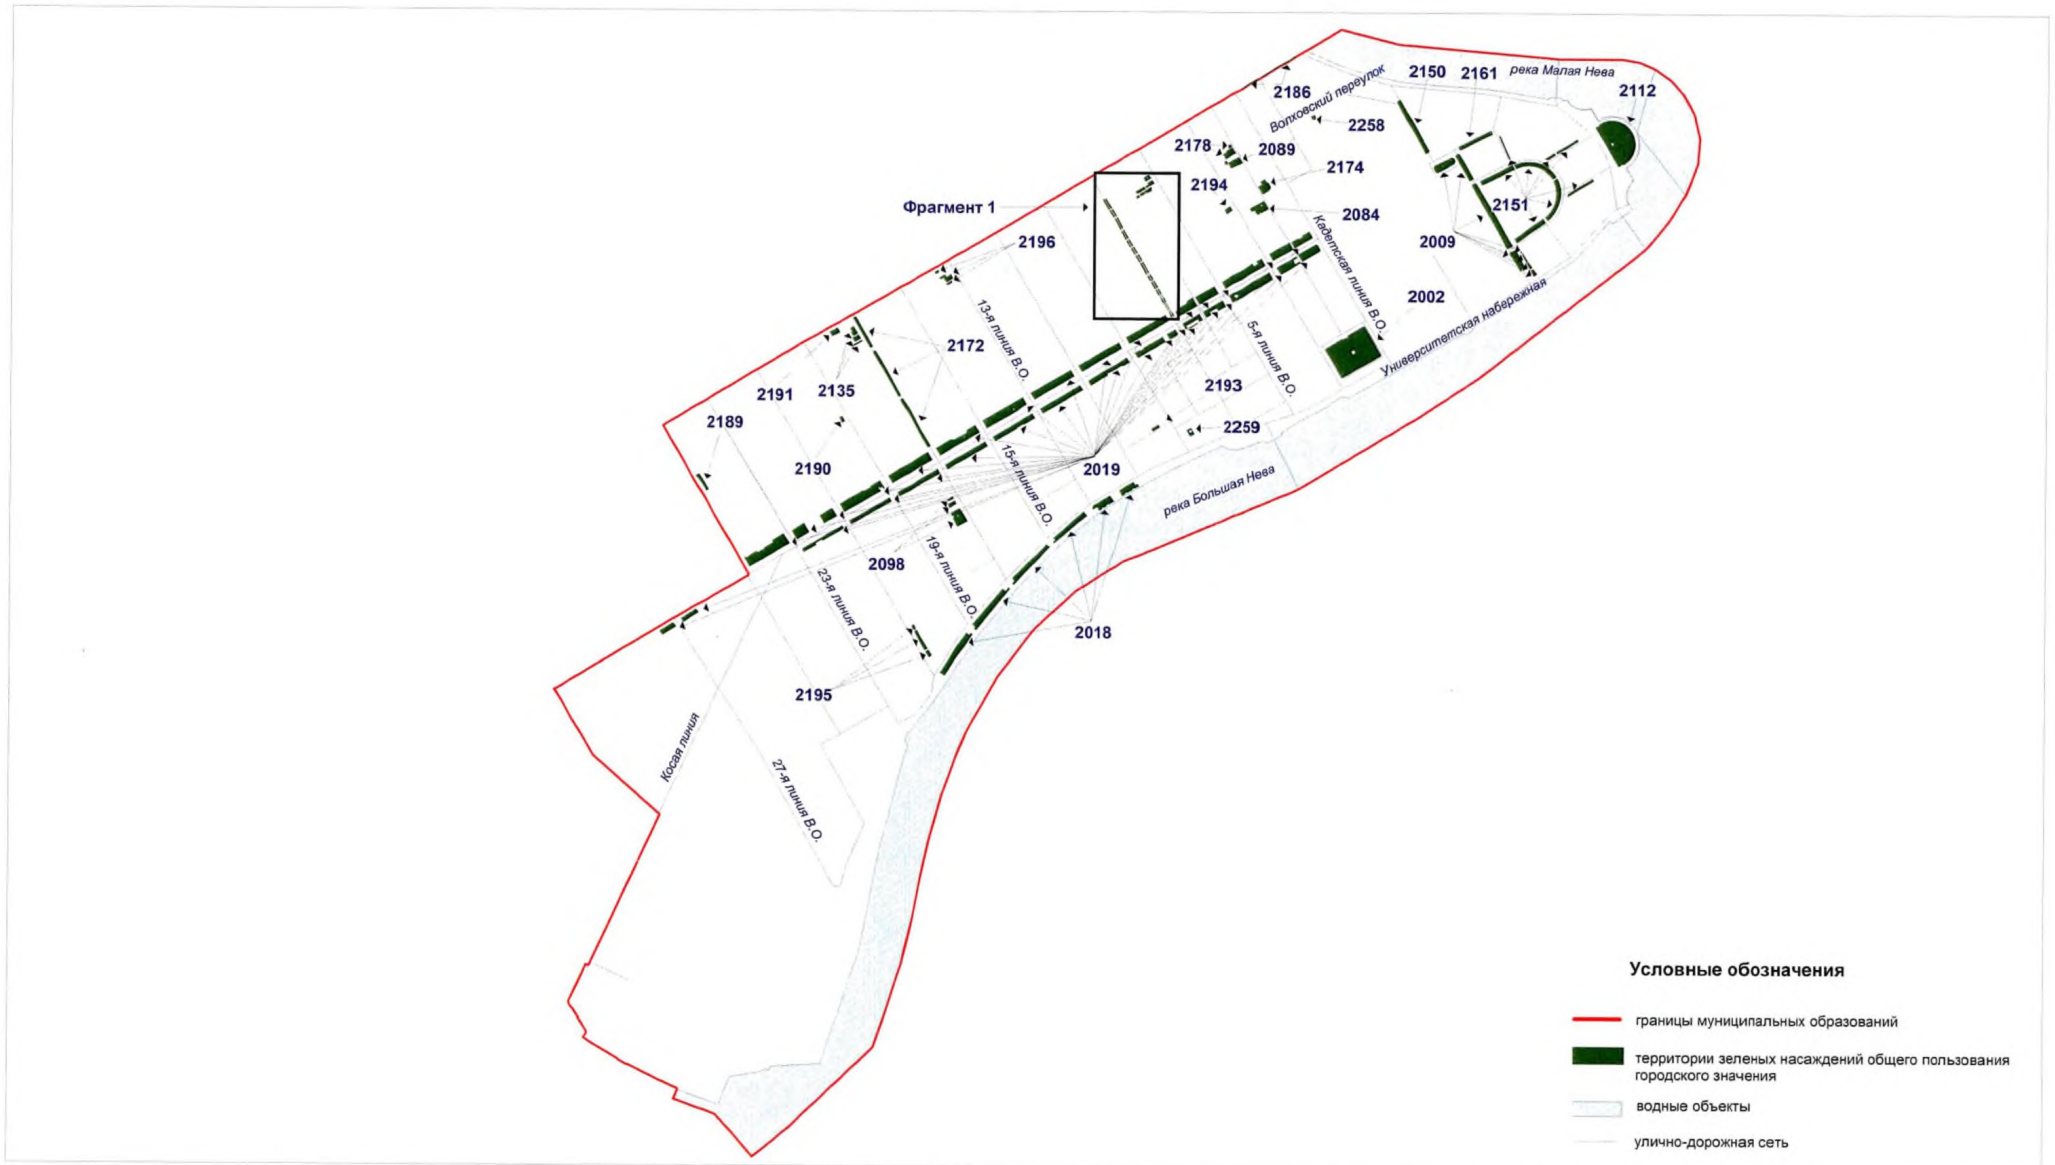 река Малая Нева
2150
2161
2112
2186
Волховский переулок
2258
2178
2089
2174
2194
2084
Фрагмент 1
2151
2009
2196
Кадетская линия В.О.
2002
Университетская набережная
13-я линия В.О.
5-я линия В.О.
2172
2193
2191
2135
2189
2259
2190
2019
15-я линия В.О.
река Большая Нева
2098
19-я линия В.О.
23-я линия В.О.
2018
2195
Косая линия
27-я линия В.О.
Условные обозначения
границы муниципальных образований
территории зеленых насаждений общего пользования
городского значения
водные объекты
улично-дорожная сеть